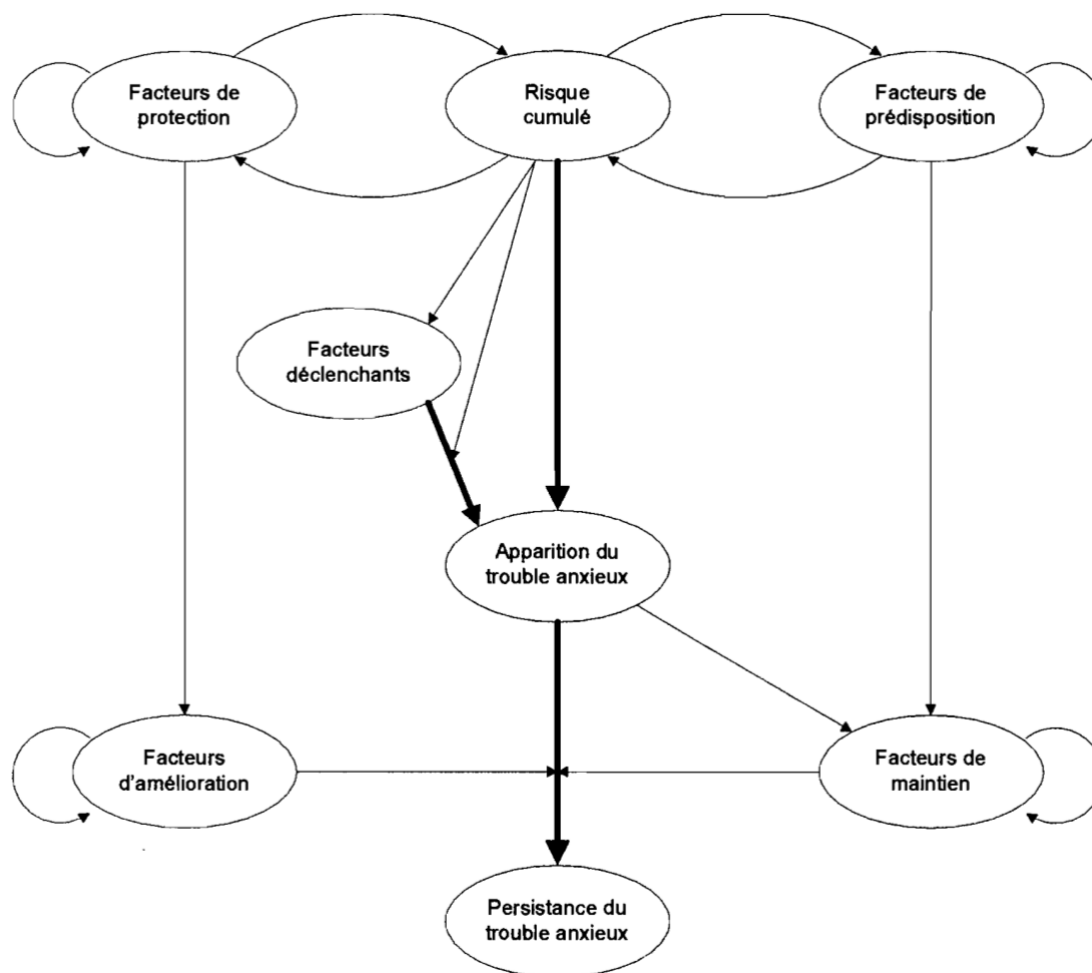 Facteurs de
protection
Risque
cumulé
Facteurs de
prédisposition
Facteurs
déclenchants
Apparition du
trouble anxieux
Facteurs
d'amélioration
Facteurs de
maintien
Persistance du
trouble anxieux